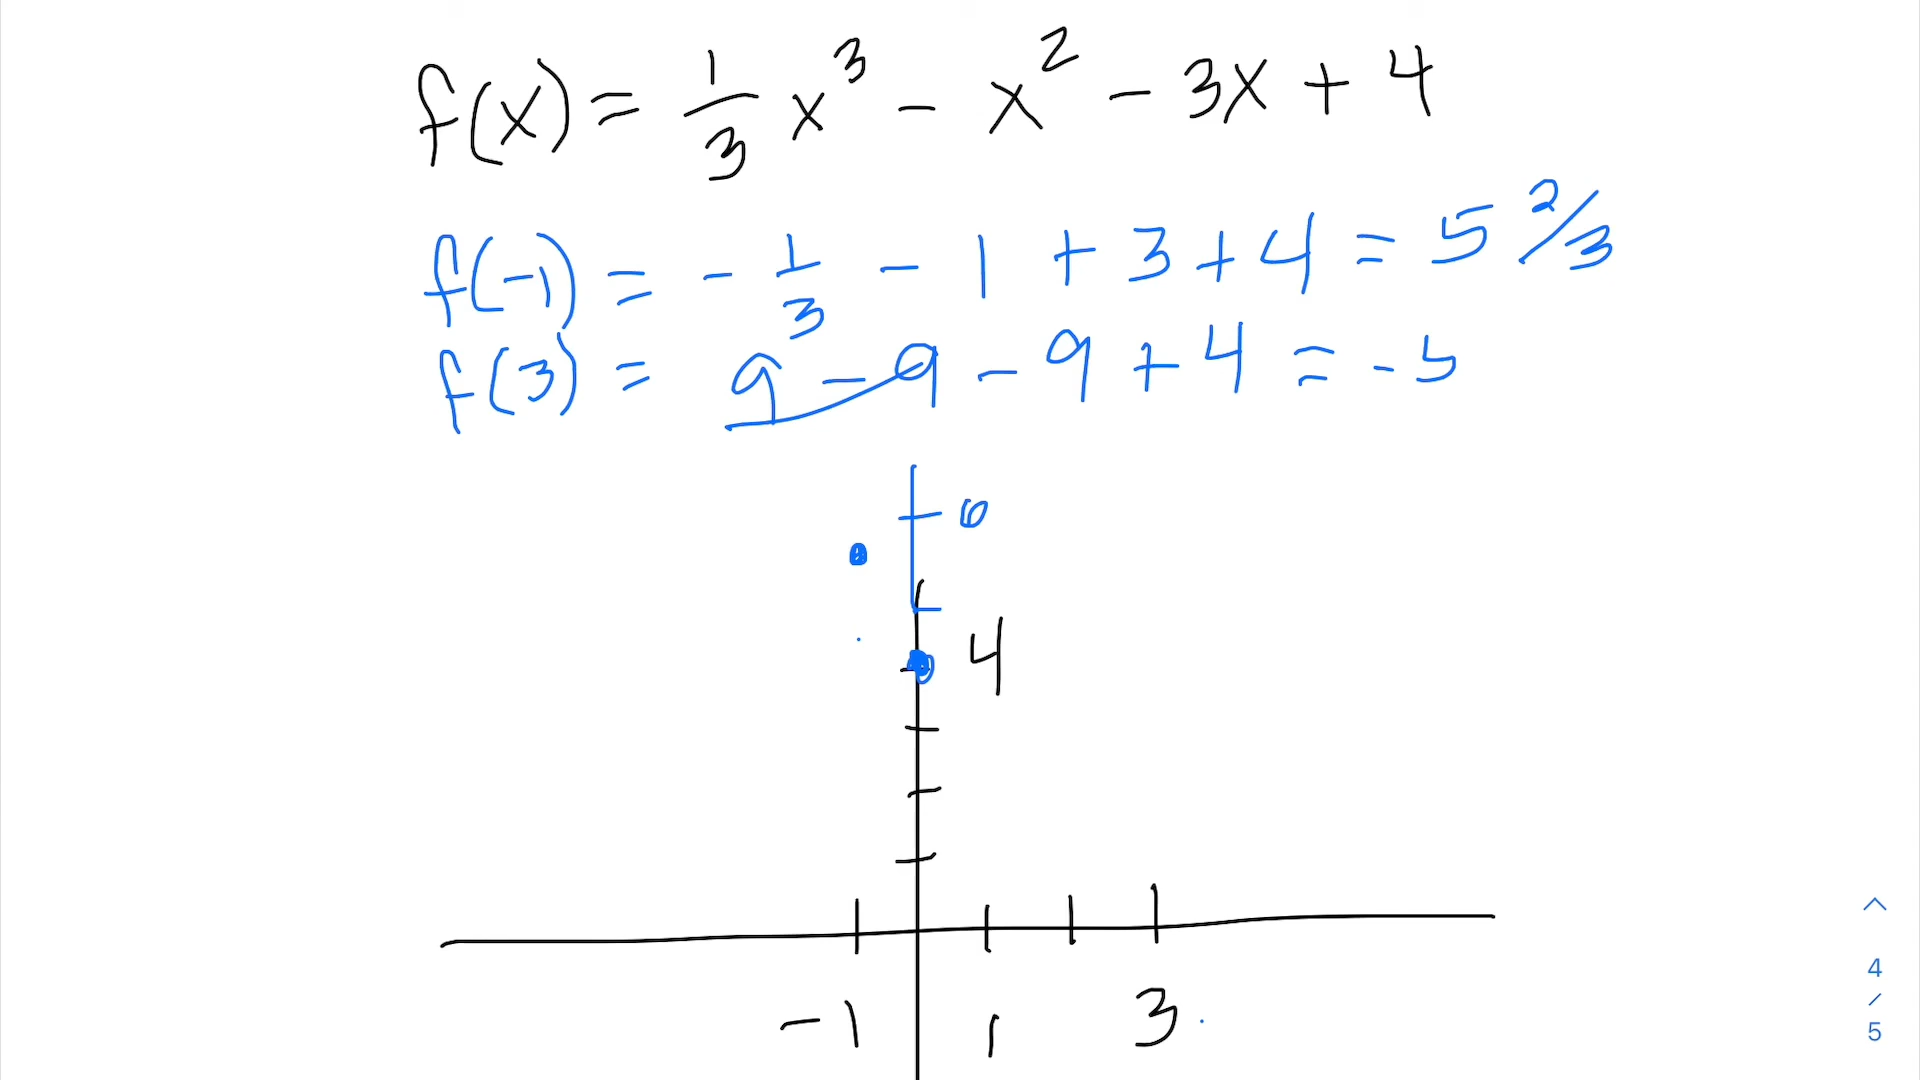 f(x) = 1/3 x³ - x² - 3x + 4
f(-1) = - 1/3 - 1 + 3 + 4 = 5 2/3
f(3) = 9 - 9 - 9 + 4 = -5
6
4
-1 1 3
^
4
/
5